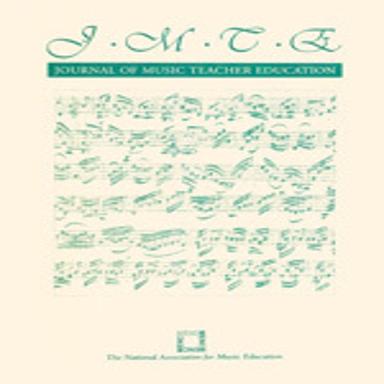 J · M · T · E
JOURNAL OF MUSIC TEACHER EDUCATION
The National Association for Music Education